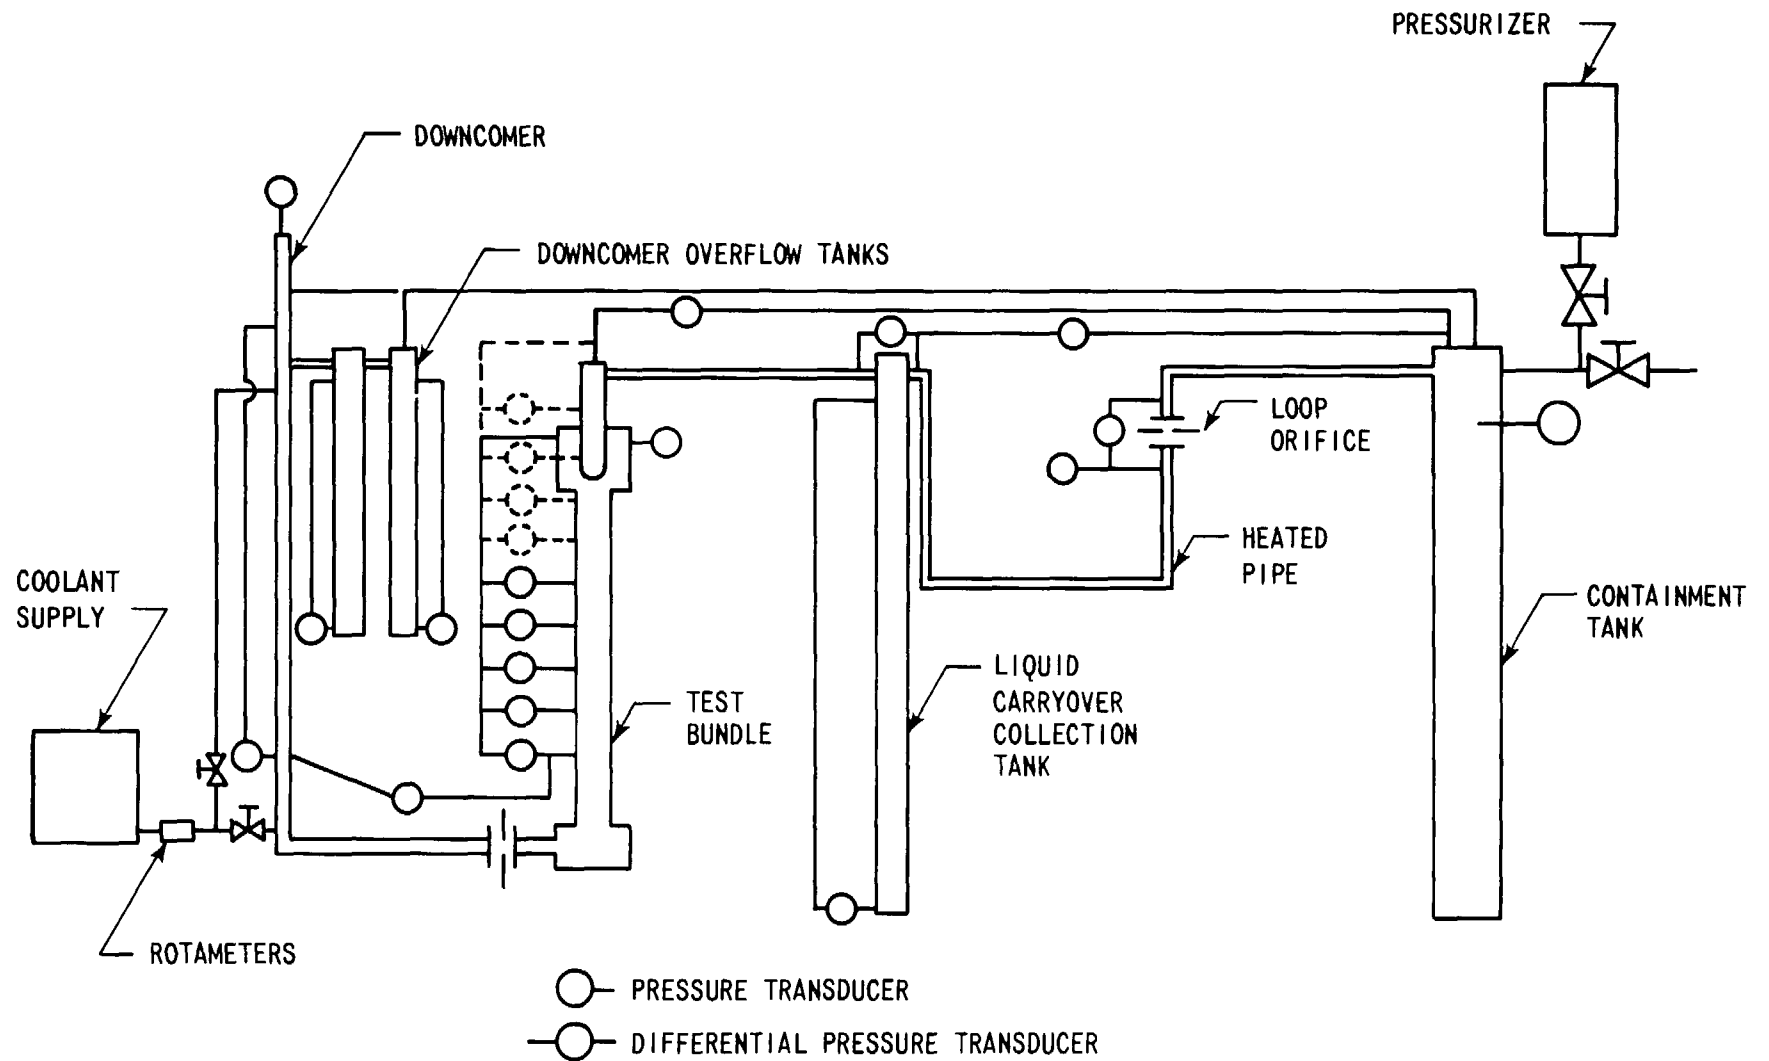 PRESSURIZER
DOWNCOMER
DOWNCOMER OVERFLOW TANKS
LOOP
ORIFICE
HEATED
PIPE
COOLANT
SUPPLY
CONTAINMENT
TANK
LIQUID
CARRYOVER
COLLECTION
TANK
TEST
BUNDLE
ROTAMETERS
PRESSURE TRANSDUCER
DIFFERENTIAL PRESSURE TRANSDUCER